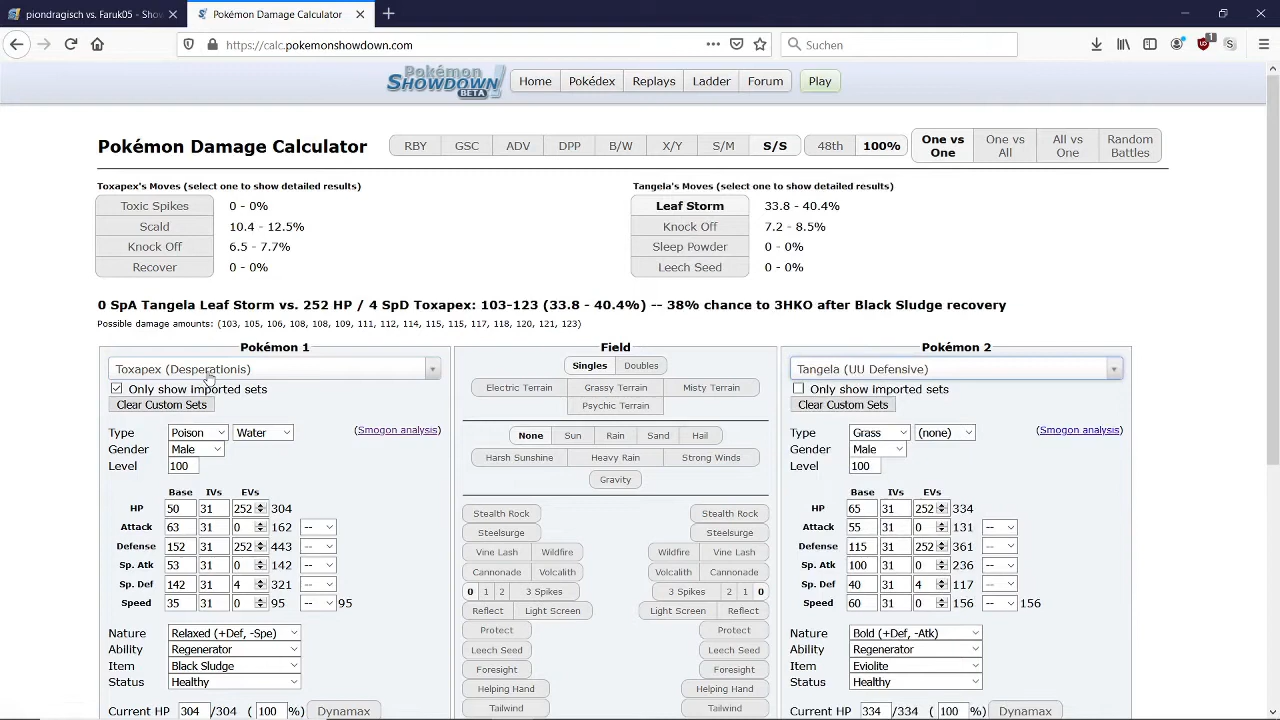 piondragisch vs. Faruk05 - Show
Pokémon Damage Calculator
https://calc.pokemonshowdown.com
Suchen
1
Pokémon SHOWDOWN! BETA
Home Pokédex Replays Ladder Forum Play
Pokémon Damage Calculator
RBY GSC ADV DPP B/W X/Y S/M S/S 48th 100%
One vs One
One vs All
All vs One
Random Battles
Toxapex's Moves (select one to show detailed results)
Toxic Spikes 0 - 0%
Scald 10.4 - 12.5%
Knock Off 6.5 - 7.7%
Recover 0 - 0%
Tangela's Moves (select one to show detailed results)
Leaf Storm 33.8 - 40.4%
Knock Off 7.2 - 8.5%
Sleep Powder 0 - 0%
Leech Seed 0 - 0%
0 SpA Tangela Leaf Storm vs. 252 HP / 4 SpD Toxapex: 103-123 (33.8 - 40.4%) -- 38% chance to 3HKO after Black Sludge recovery
Possible damage amounts: (103, 105, 106, 108, 108, 109, 111, 112, 114, 115, 115, 117, 118, 120, 121, 123)
Pokémon 1
Toxapex (Desperationis)
Only show imported sets
Clear Custom Sets
Type Poison Water (Smogon analysis)
Gender Male
Level 100
Base IVs EVs
HP 50 31 252 304
Attack 63 31 0 162 --
Defense 152 31 252 443 --
Sp. Atk 53 31 0 142 --
Sp. Def 142 31 4 321 --
Speed 35 31 0 95 -- 95
Nature Relaxed (+Def, -Spe)
Ability Regenerator
Item Black Sludge
Status Healthy
Current HP 304 /304 ( 100 %) Dynamax
Field
Singles Doubles
Electric Terrain Grassy Terrain Misty Terrain
Psychic Terrain
None Sun Rain Sand Hail
Harsh Sunshine Heavy Rain Strong Winds
Gravity
Stealth Rock Stealth Rock
Steelsurge Steelsurge
Vine Lash Wildfire Wildfire Vine Lash
Cannonade Volcalith Volcalith Cannonade
0 1 2 3 Spikes 3 Spikes 2 1 0
Reflect Light Screen Light Screen Reflect
Protect Protect
Leech Seed Leech Seed
Foresight Foresight
Helping Hand Helping Hand
Tailwind Tailwind
Pokémon 2
Tangela (UU Defensive)
Only show imported sets
Clear Custom Sets
Type Grass (none) (Smogon analysis)
Gender Male
Level 100
Base IVs EVs
HP 65 31 252 334
Attack 55 31 0 131 --
Defense 115 31 252 361 --
Sp. Atk 100 31 0 236 --
Sp. Def 40 31 4 117 --
Speed 60 31 0 156 -- 156
Nature Bold (+Def, -Atk)
Ability Regenerator
Item Eviolite
Status Healthy
Current HP 334 /334 ( 100 %) Dynamax